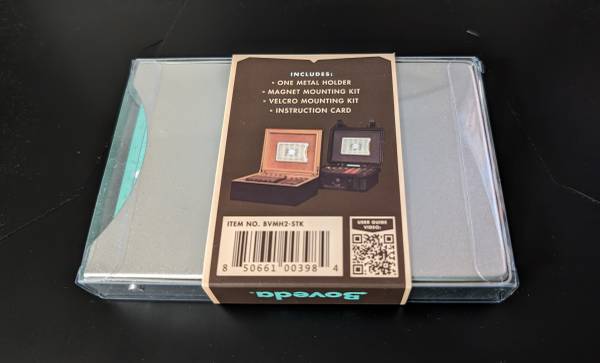 INCLUDES:
• ONE METAL HOLDER
• MAGNET MOUNTING KIT
• VELCRO MOUNTING KIT
• INSTRUCTION CARD
ITEM NO. BVMH2-STK
USER GUIDE
VIDEO:
8 50661 00398 4
Boveda.